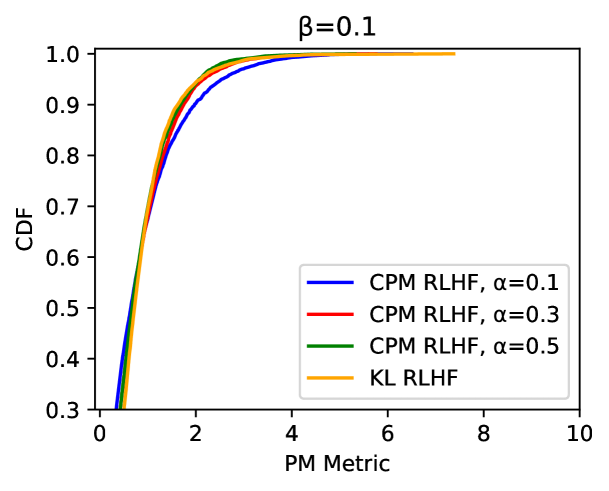 β=0.1
1.0
0.9
0.8
0.7
0.6
0.5
0.4
0.3
CDF
CPM RLHF, α=0.1
CPM RLHF, α=0.3
CPM RLHF, α=0.5
KL RLHF
0 2 4 6 8 10
PM Metric